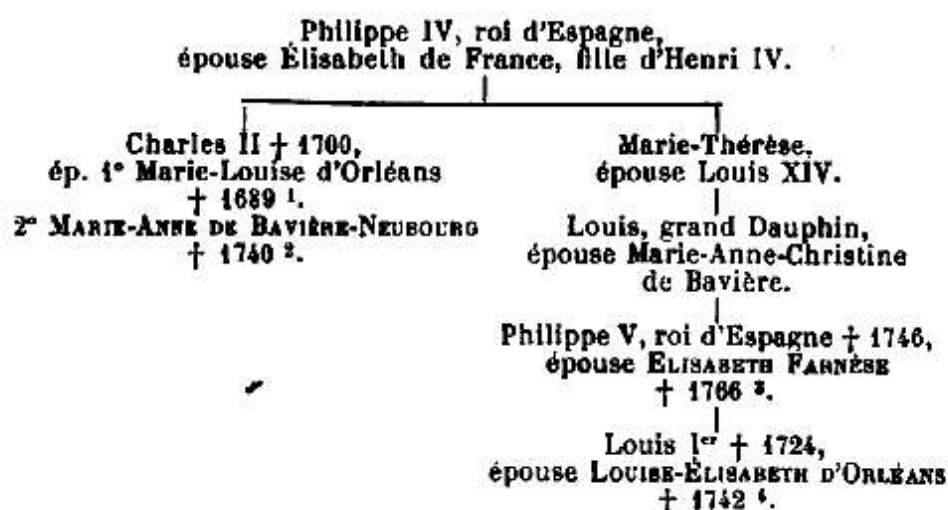 Philippe IV, roi d'Espagne,
épouse Élisabeth de France, fille d'Henri IV.
Charles II † 1700,
ép. 1° Marie-Louise d'Orléans
† 1689 1.
2° MARIE-ANNE DE BAVIÈRE-NEUBOURG
† 1740 2.
Marie-Thérèse,
épouse Louis XIV.
Louis, grand Dauphin,
épouse Marie-Anne-Christine
de Bavière.
Philippe V, roi d'Espagne † 1746,
épouse ELISABETH FARNÈSE
† 1766 3.
Louis Ier † 1724,
épouse LOUISE-ÉLISABETH D'ORLÉANS
† 1742 4.